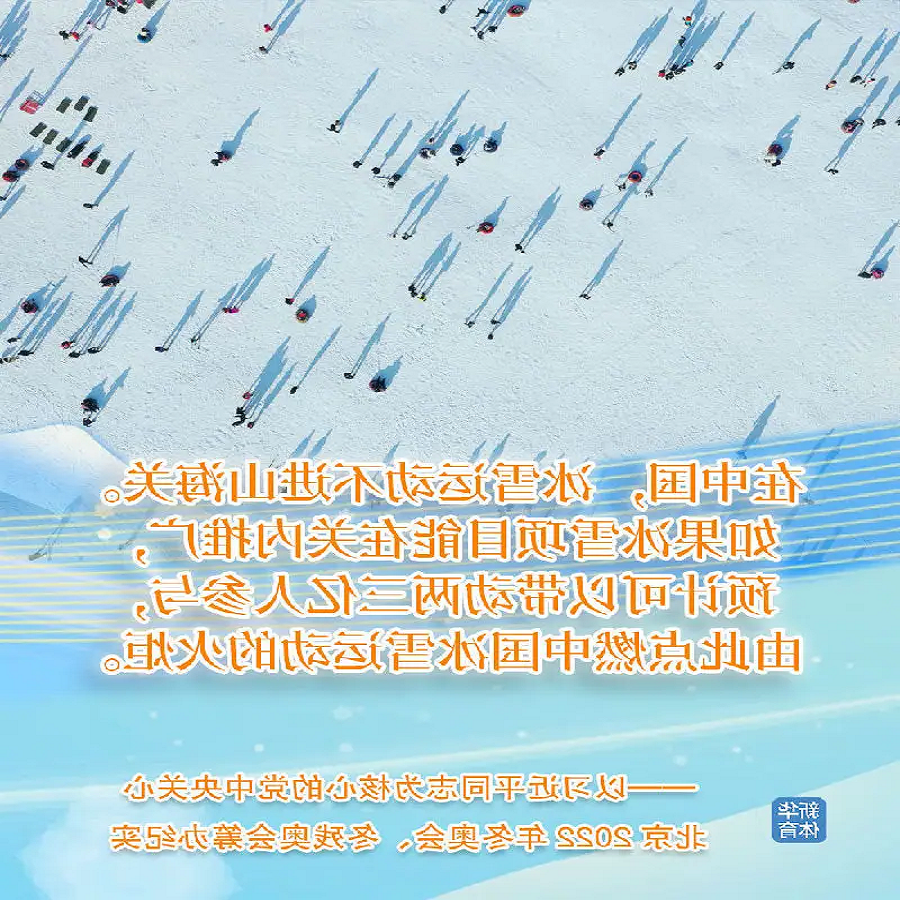 在中国，冰雪运动不进山海关。
如果冰雪项目能在关内推广，
预计可以带动两三亿人参与，
由此点燃中国冰雪运动的火炬。
——以习近平同志为核心的党中央关心
北京2022年冬奥会、冬残奥会筹办纪实
新华
体育